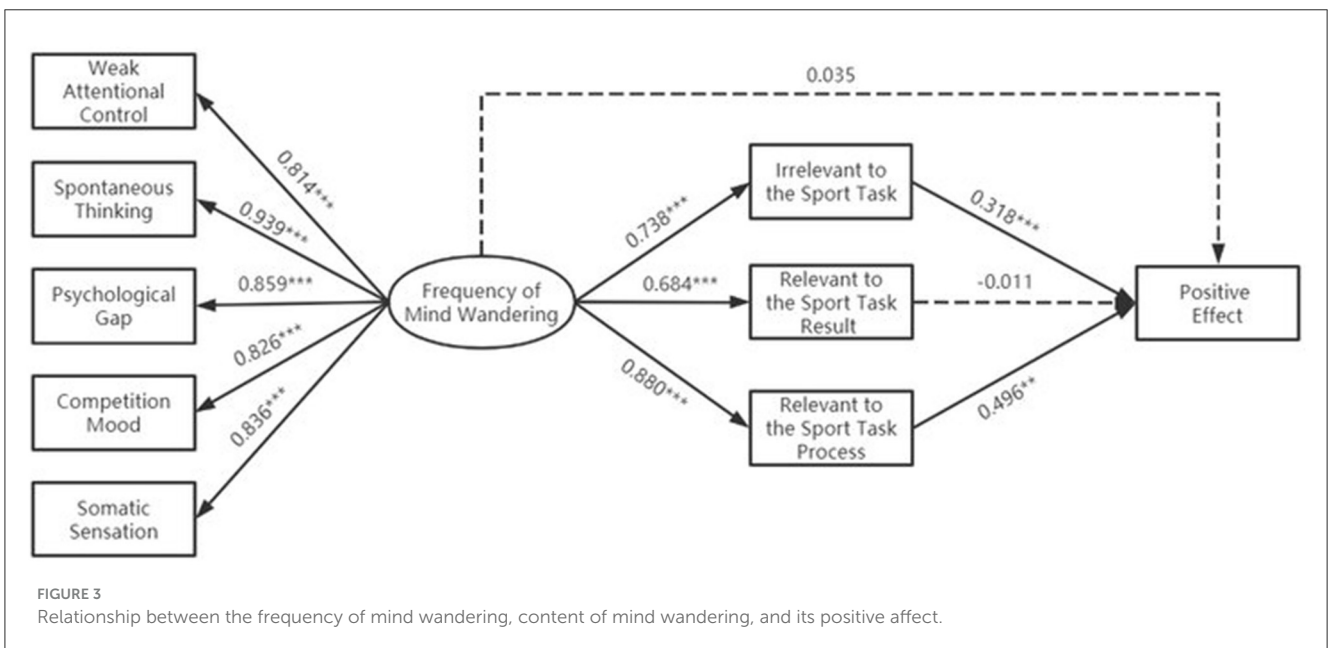 Weak
Attentional
Control
Spontaneous
Thinking
Psychological
Gap
Competition
Mood
Somatic
Sensation
0.814***
0.939***
0.859***
0.826***
0.836***
Frequency of
Mind Wandering
0.035
0.738***
0.684***
0.880***
Irrelevant to
the Sport Task
Relevant to
the Sport Task
Result
Relevant to
the Sport Task
Process
0.318***
-0.011
0.496**
Positive
Effect
FIGURE 3
Relationship between the frequency of mind wandering, content of mind wandering, and its positive affect.